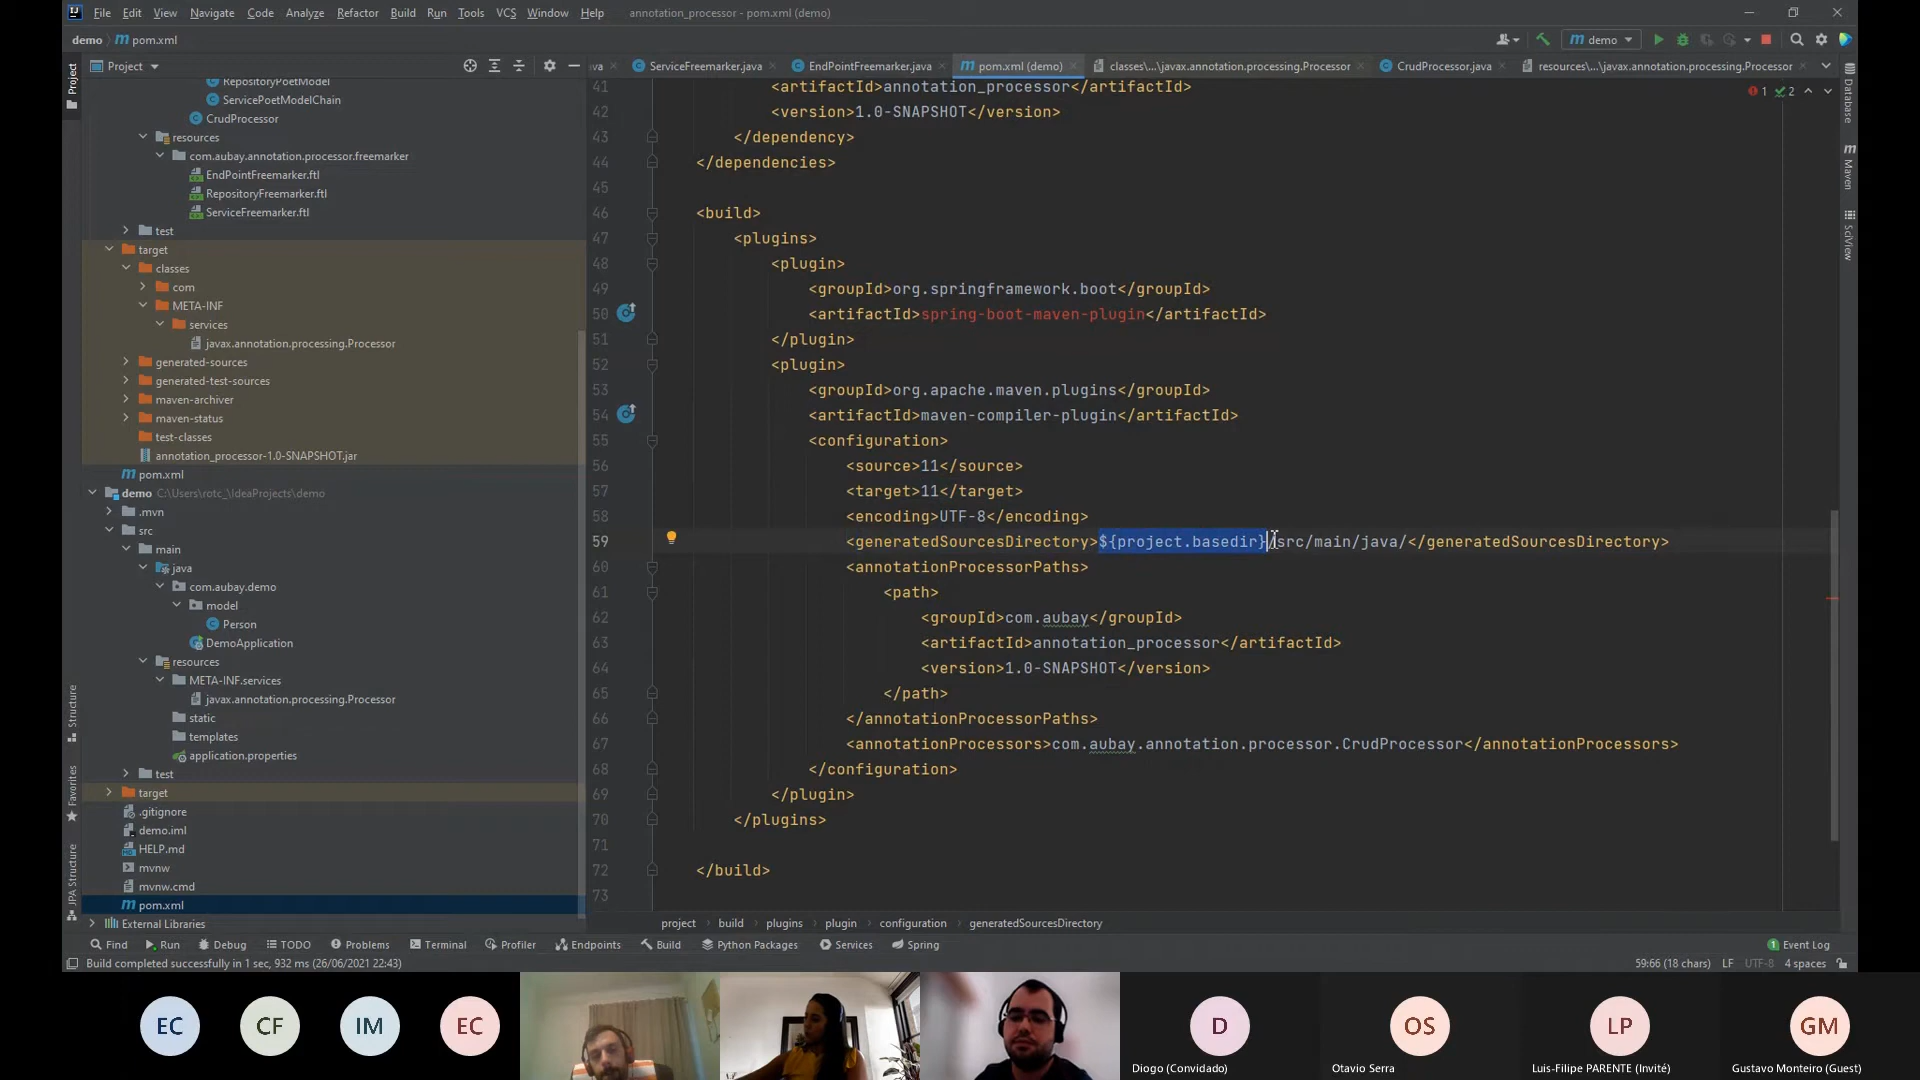 File Edit View Navigate Code Analyze Refactor Build Run Tools VCS Window Help annotation_processor - pom.xml (demo)
demo pom.xml
demo
Project
va ServiceFreemarker.java EndPointFreemarker.java pom.xml (demo) classes\...\javax.annotation.processing.Processor CrudProcessor.java resources\...\javax.annotation.processing.Processor
Project
Structure
Favorites
JPA Structure
RepositoryPoetModel
ServicePoetModelChain
CrudProcessor
resources
com.aubay.annotation.processor.freemarker
EndPointFreemarker.ftl
RepositoryFreemarker.ftl
ServiceFreemarker.ftl
test
target
classes
com
META-INF
services
javax.annotation.processing.Processor
generated-sources
generated-test-sources
maven-archiver
maven-status
test-classes
annotation_processor-1.0-SNAPSHOT.jar
pom.xml
demo C:\Users\rotc_\IdeaProjects\demo
.mvn
src
main
java
com.aubay.demo
model
Person
DemoApplication
resources
META-INF.services
javax.annotation.processing.Processor
static
templates
application.properties
test
target
.gitignore
demo.iml
HELP.md
mvnw
mvnw.cmd
pom.xml
External Libraries
41 <artifactId>annotation_processor</artifactId>
42 <version>1.0-SNAPSHOT</version>
43 </dependency>
44 </dependencies>
45
46 <build>
47 <plugins>
48 <plugin>
49 <groupId>org.springframework.boot</groupId>
50 <artifactId>spring-boot-maven-plugin</artifactId>
51 </plugin>
52 <plugin>
53 <groupId>org.apache.maven.plugins</groupId>
54 <artifactId>maven-compiler-plugin</artifactId>
55 <configuration>
56 <source>11</source>
57 <target>11</target>
58 <encoding>UTF-8</encoding>
59 <generatedSourcesDirectory>${project.basedir}/src/main/java/</generatedSourcesDirectory>
60 <annotationProcessorPaths>
61 <path>
62 <groupId>com.aubay</groupId>
63 <artifactId>annotation_processor</artifactId>
64 <version>1.0-SNAPSHOT</version>
65 </path>
66 </annotationProcessorPaths>
67 <annotationProcessors>com.aubay.annotation.processor.CrudProcessor</annotationProcessors>
68 </configuration>
69 </plugin>
70 </plugins>
71
72 </build>
73
1 2
Database
Maven
SciView
project build plugins plugin configuration generatedSourcesDirectory
Find Run Debug TODO Problems Terminal Profiler Endpoints Build Python Packages Services Spring 1 Event Log
Build completed successfully in 1 sec, 932 ms (26/06/2021 22:43) 59:66 (18 chars) LF UTF-8 4 spaces
EC CF IM EC D OS LP GM
Diogo (Convidado) Otavio Serra Luis-Filipe PARENTE (Invité) Gustavo Monteiro (Guest)